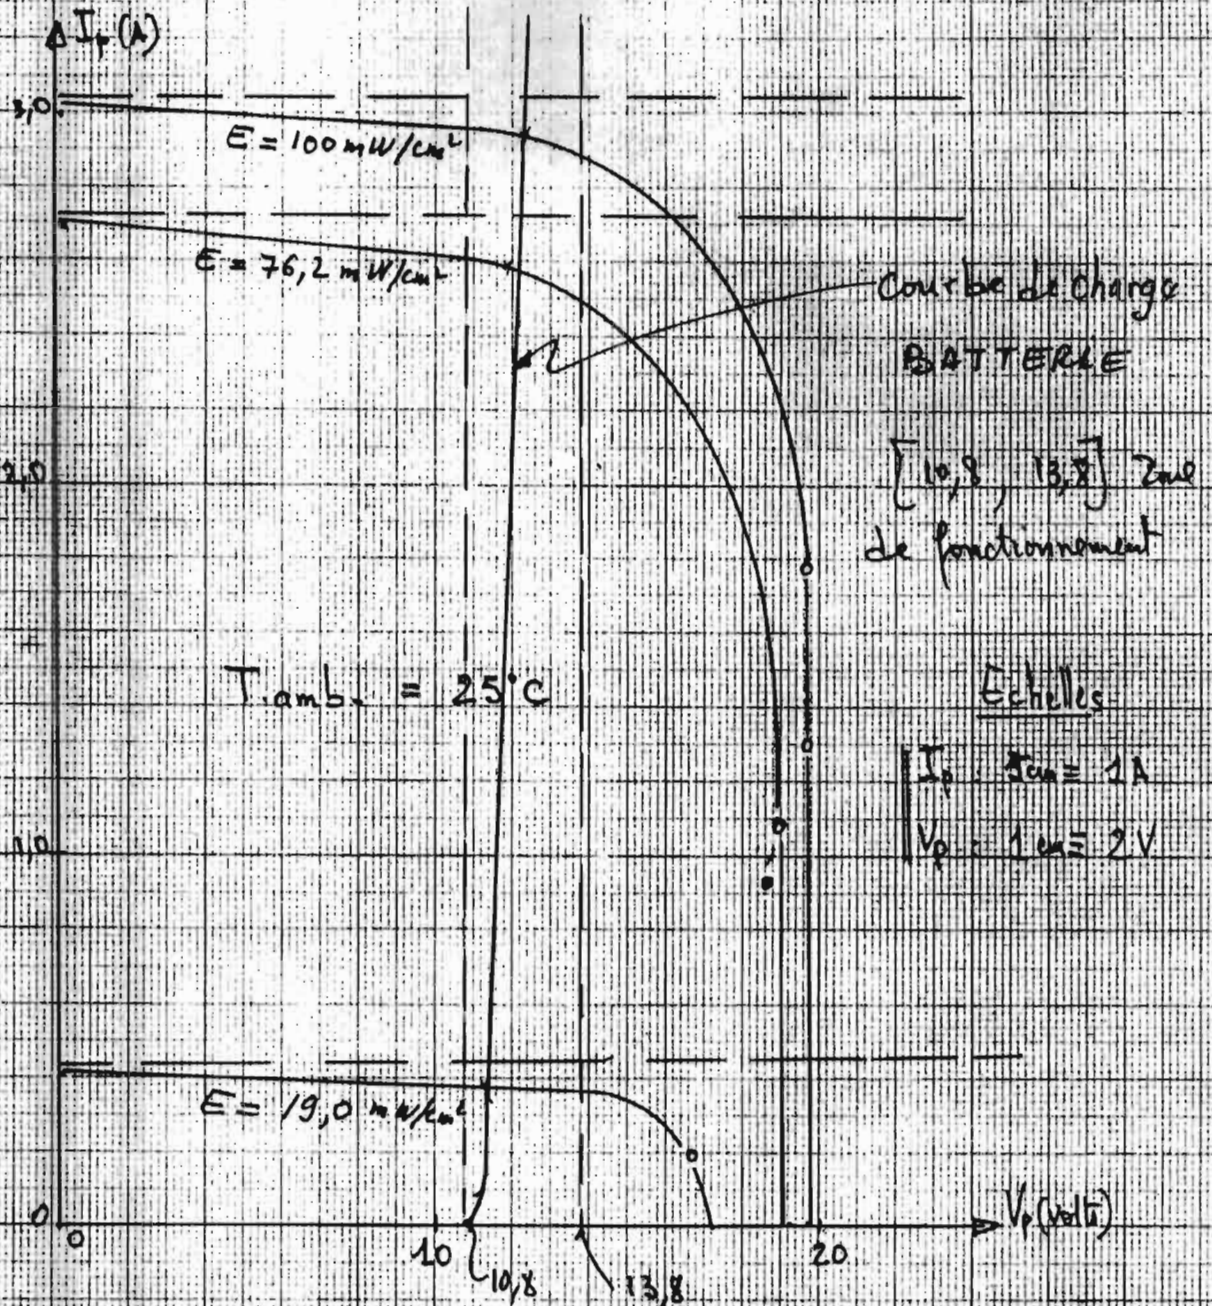 I_p (A)
3,0
E = 100 mW/cm²
E = 76,2 mW/cm²
Courbe de charge
BATTERIE
[10,8 , 13,8] Zone
de fonctionnement
2,0
T.amb. = 25°C
Echelles
I_p : 5cm ≡ 1A
V_p : 1 cm ≡ 2V
1,0
E = 19,0 mW/cm²
0
V_p (volts)
0
10
20
10,8
13,8